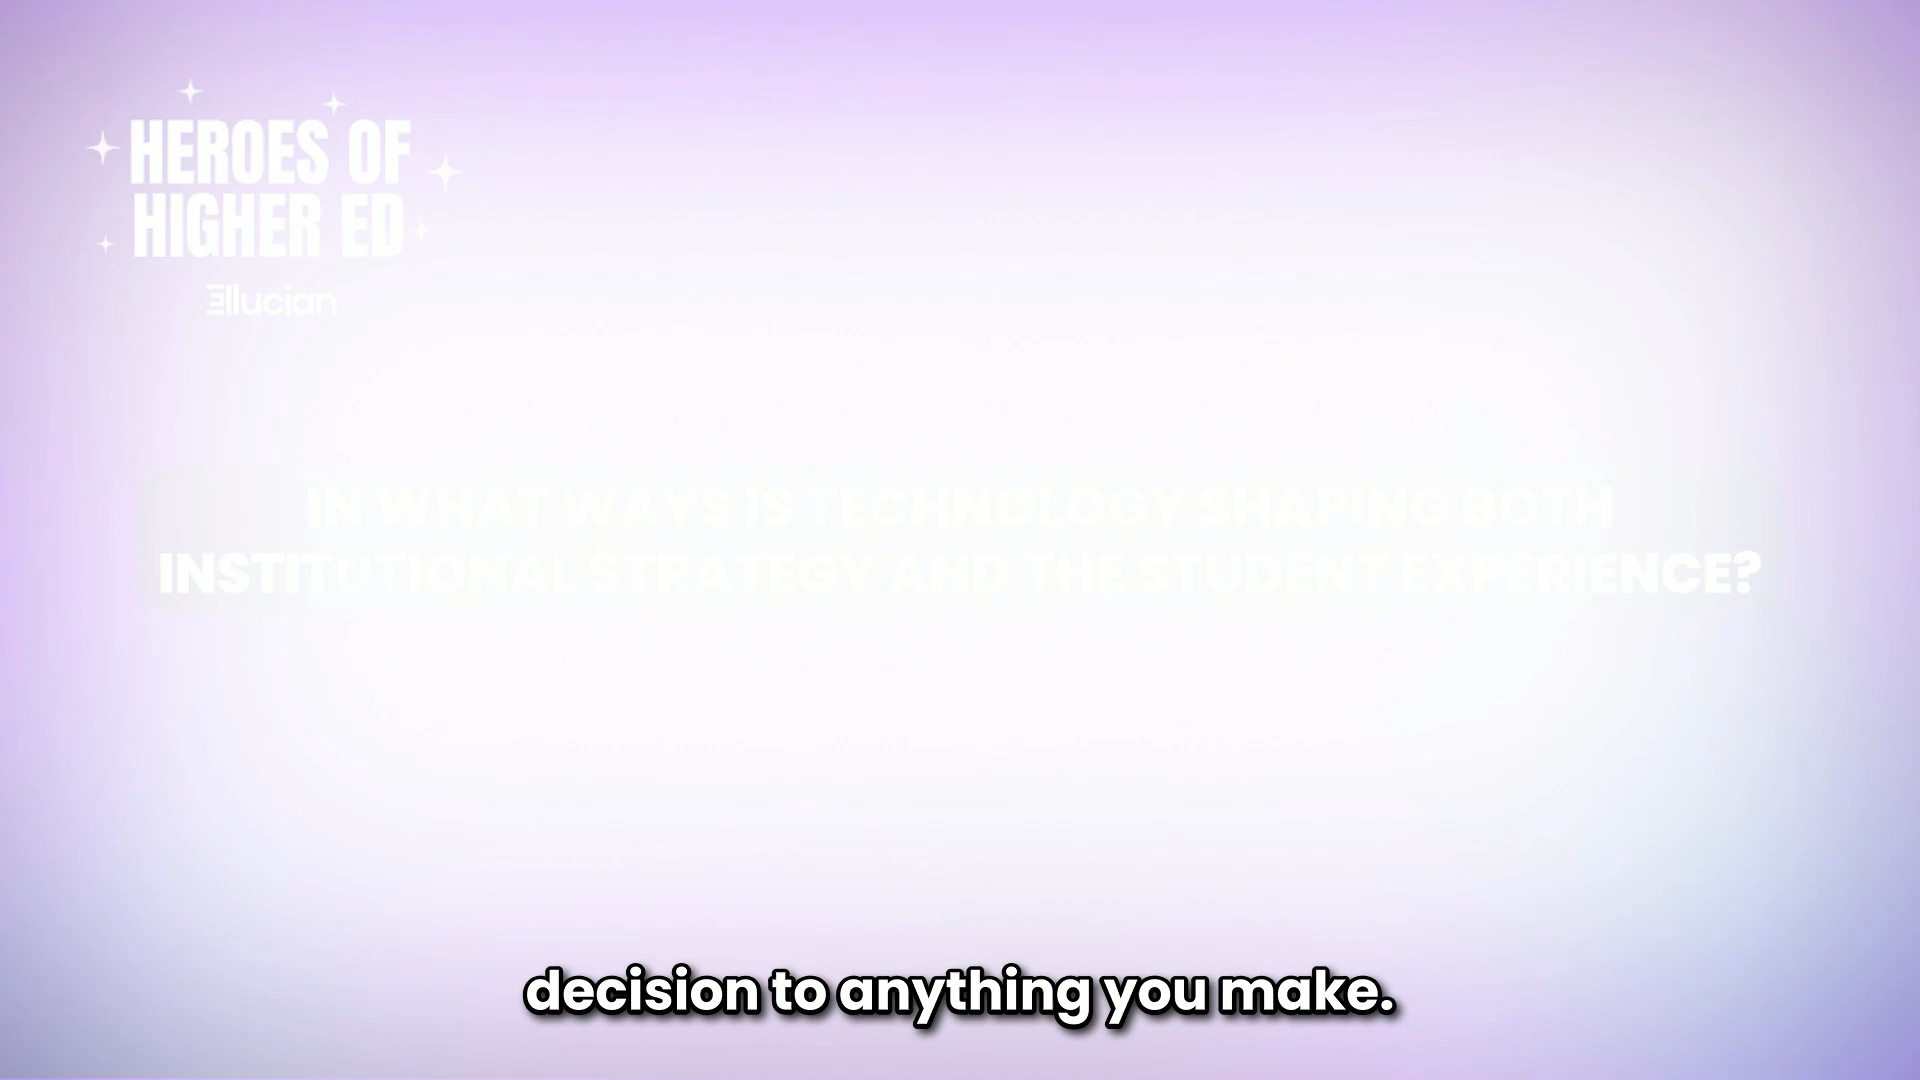 HEROES OF
HIGHER ED
Ellucian
IN WHAT WAYS IS TECHNOLOGY SHAPING BOTH
INSTITUTIONAL STRATEGY AND THE STUDENT EXPERIENCE?
decision to anything you make.